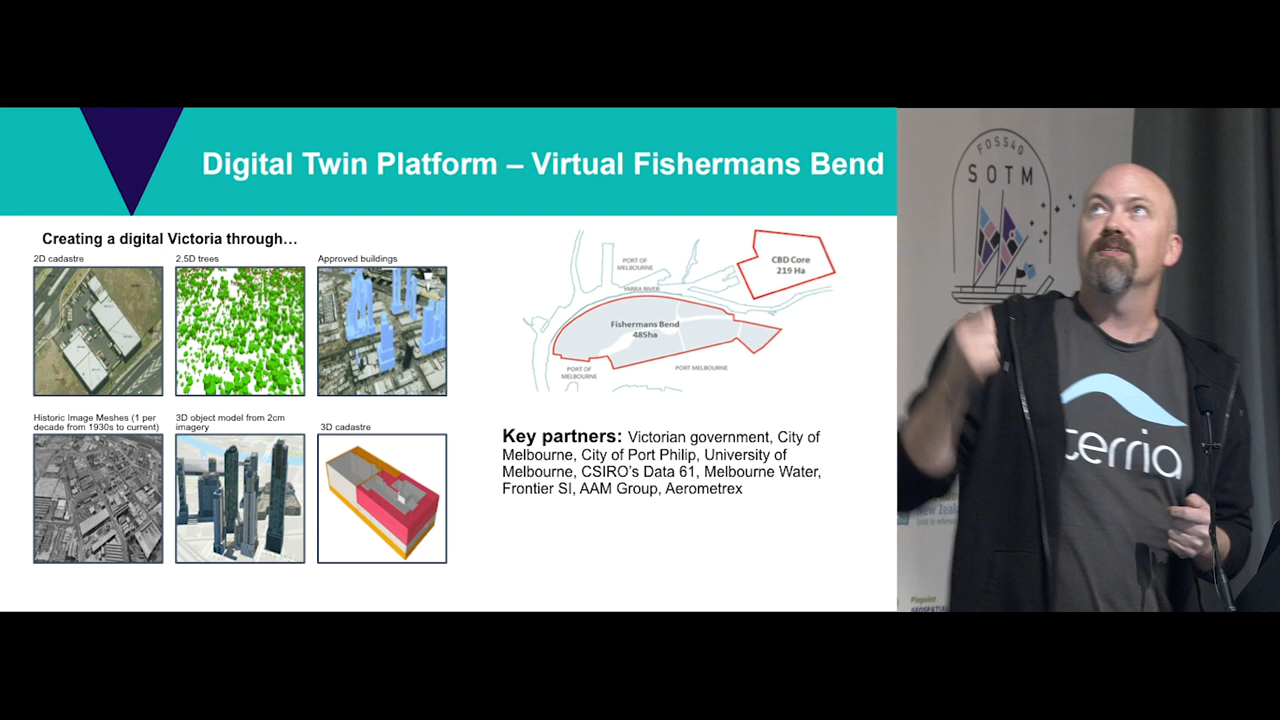 Digital Twin Platform – Virtual Fishermans Bend
Creating a digital Victoria through…
2D cadastre
2.5D trees
Approved buildings
Historic Image Meshes (1 per
decade from 1930s to current)
3D object model from 2cm
imagery
3D cadastre
PORT OF
MELBOURNE
YARRA RIVER
CBD Core
219 Ha
Fishermans Bend
485ha
PORT OF
MELBOURNE
PORT MELBOURNE
Key partners: Victorian government, City of
Melbourne, City of Port Philip, University of
Melbourne, CSIRO's Data 61, Melbourne Water,
Frontier SI, AAM Group, Aerometrex
FOSS4G
SOTM
terria
New Zeala
Pinpoint
GEOSPATIAL